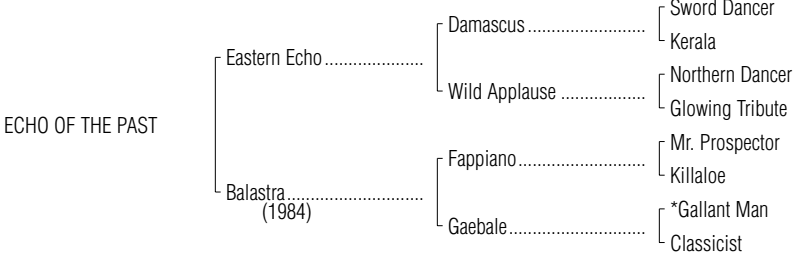 Sword Dancer
Damascus ........................
Kerala
Eastern Echo ....................
Northern Dancer
Wild Applause .................
Glowing Tribute
ECHO OF THE PAST
Mr. Prospector
Fappiano.........................
Killaloe
Balastra ...........................
(1984)
*Gallant Man
Gaebale ...........................
Classicist